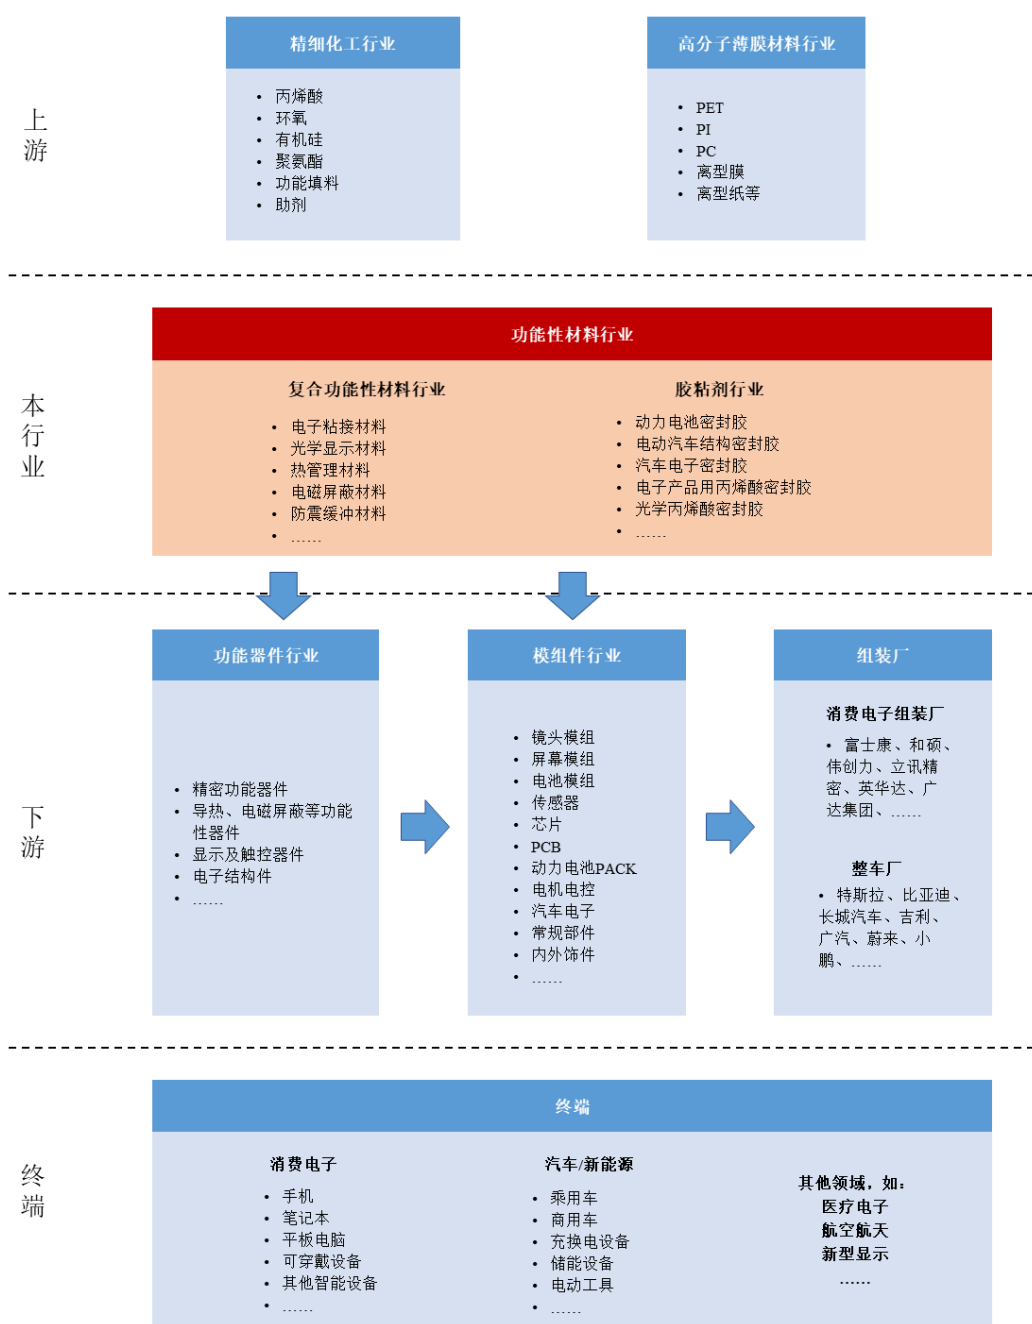 上游
精细化工行业
• 丙烯酸
• 环氧
• 有机硅
• 聚氨酯
• 功能填料
• 助剂
高分子薄膜材料行业
• PET
• PI
• PC
• 离型膜
• 离型纸等
本行业
功能性材料行业
复合功能性材料行业
• 电子粘接材料
• 光学显示材料
• 热管理材料
• 电磁屏蔽材料
• 防震缓冲材料
• ……
胶粘剂行业
• 动力电池密封胶
• 电动汽车结构密封胶
• 汽车电子密封胶
• 电子产品用丙烯酸密封胶
• 光学丙烯酸密封胶
• ……
下游
功能器件行业
• 精密功能器件
• 导热、电磁屏蔽等功能
性器件
• 显示及触控器件
• 电子结构件
• ……
模组件行业
• 镜头模组
• 屏幕模组
• 电池模组
• 传感器
• 芯片
• PCB
• 动力电池PACK
• 电机电控
• 汽车电子
• 常规部件
• 内外饰件
• ……
组装厂
消费电子组装厂
• 富士康、和硕、
伟创力、立讯精
密、英华达、广
达集团、……
整车厂
• 特斯拉、比亚迪、
长城汽车、吉利、
广汽、蔚来、小
鹏、……
终端
终端
消费电子
• 手机
• 笔记本
• 平板电脑
• 可穿戴设备
• 其他智能设备
• ……
汽车/新能源
• 乘用车
• 商用车
• 充换电设备
• 储能设备
• 电动工具
• ……
其他领域，如：
医疗电子
航空航天
新型显示
……